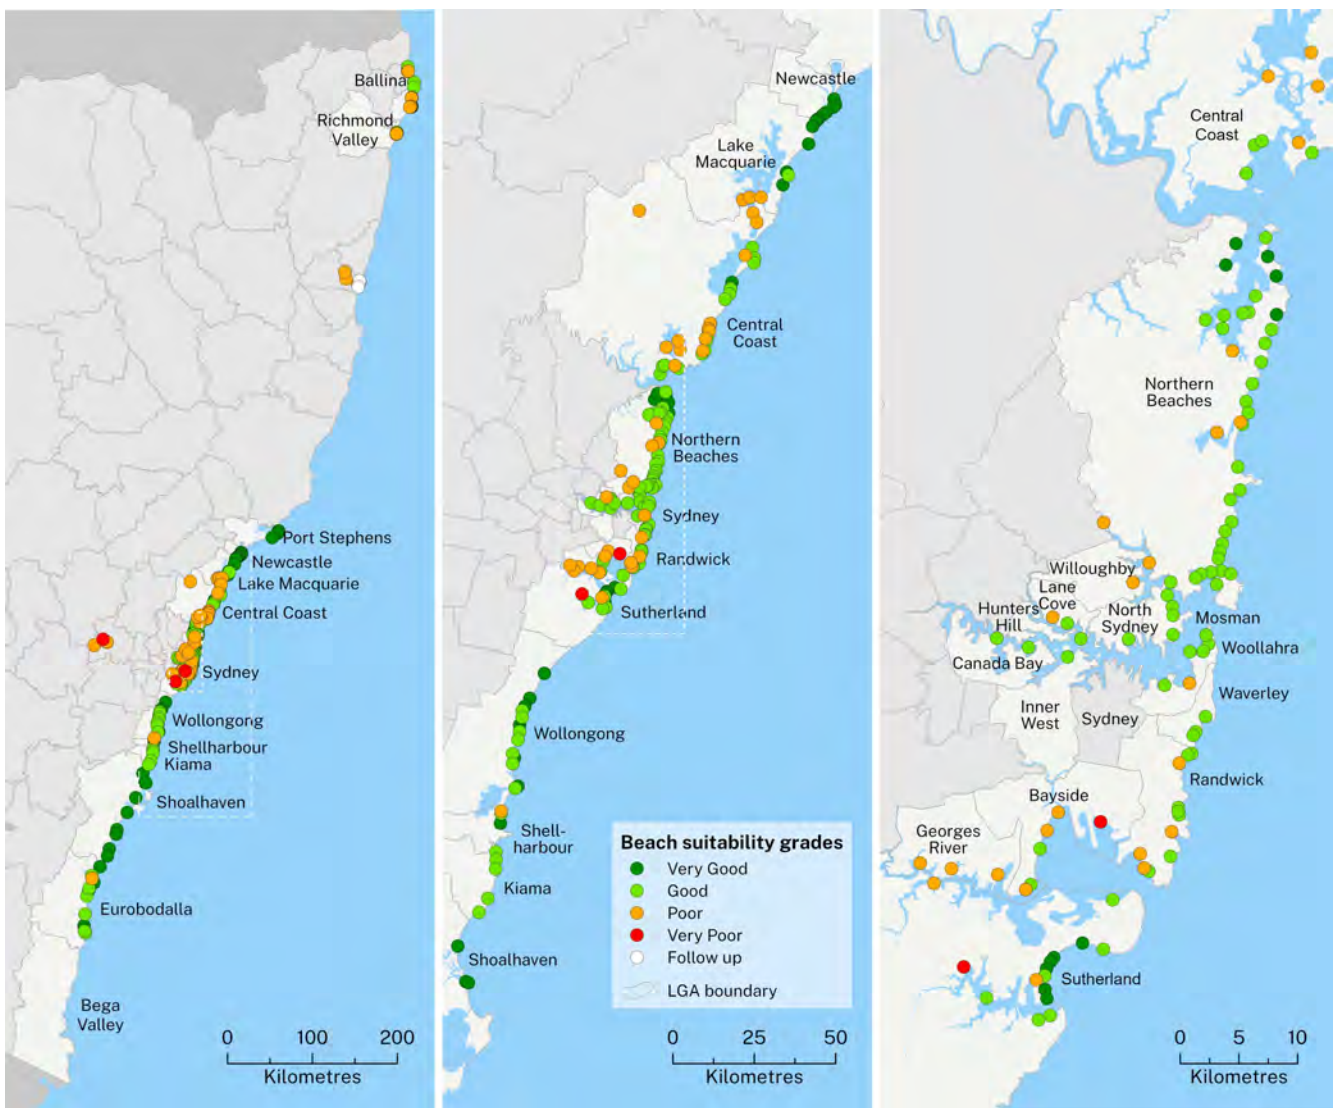 Ballina
Richmond
Valley
Port Stephens
Newcastle
Lake Macquarie
Central Coast
Sydney
Wollongong
Shellharbour
Kiama
Shoalhaven
Eurobodalla
Bega
Valley
0 100 200
Kilometres
Newcastle
Lake
Macquarie
Central
Coast
Northern
Beaches
Sydney
Randwick
Sutherland
Wollongong
Shell-
harbour
Kiama
Shoalhaven
Beach suitability grades
Very Good
Good
Poor
Very Poor
Follow up
LGA boundary
0 25 50
Kilometres
Central
Coast
Northern
Beaches
Willoughby
Lane
Cove
Hunters
Hill
North
Sydney
Mosman
Canada Bay
Woollahra
Waverley
Inner
West
Sydney
Randwick
Bayside
Georges
River
Sutherland
0 5 10
Kilometres